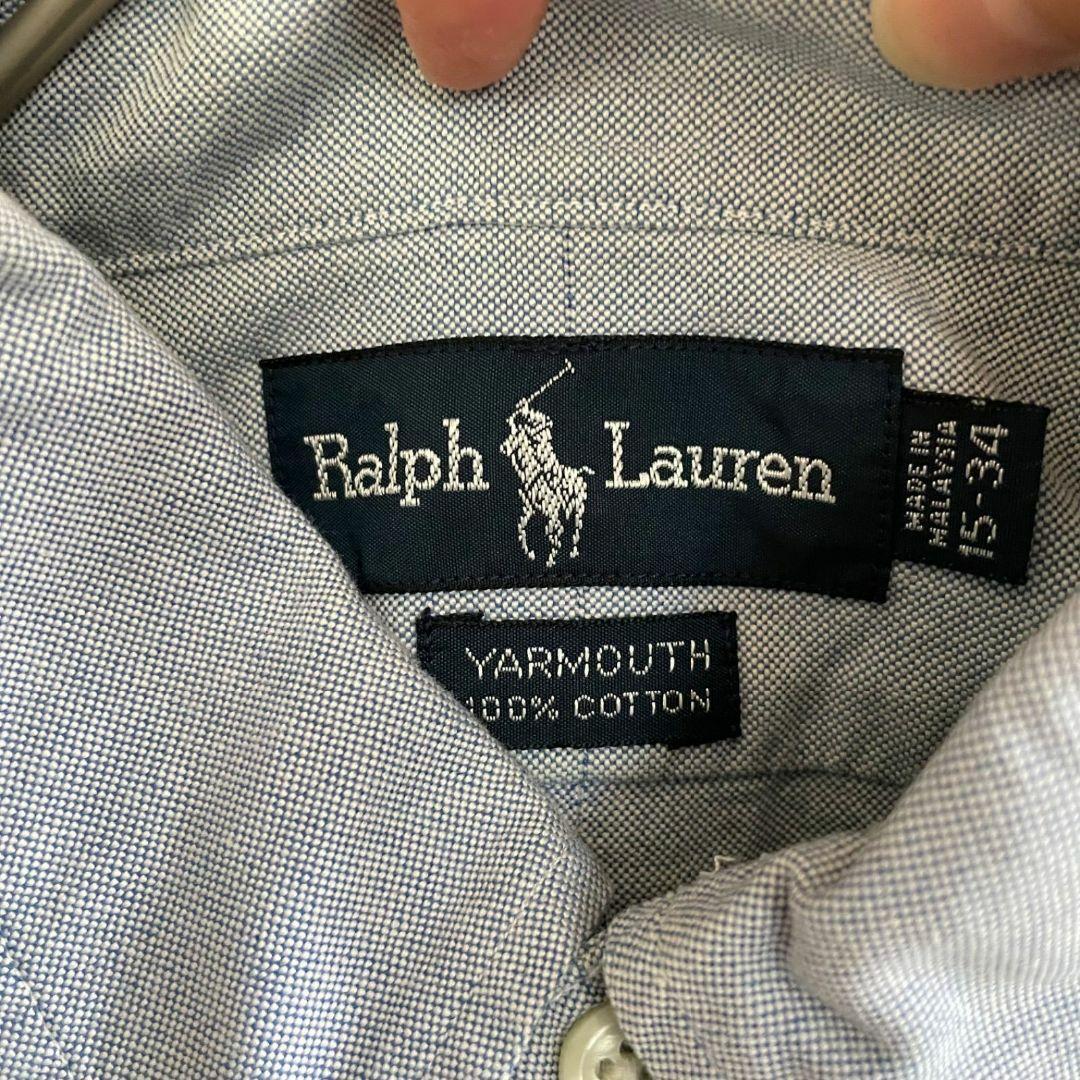 Ralph Lauren
MADE IN
MALAYSIA
15-34
YARMOUTH
100% COTTON